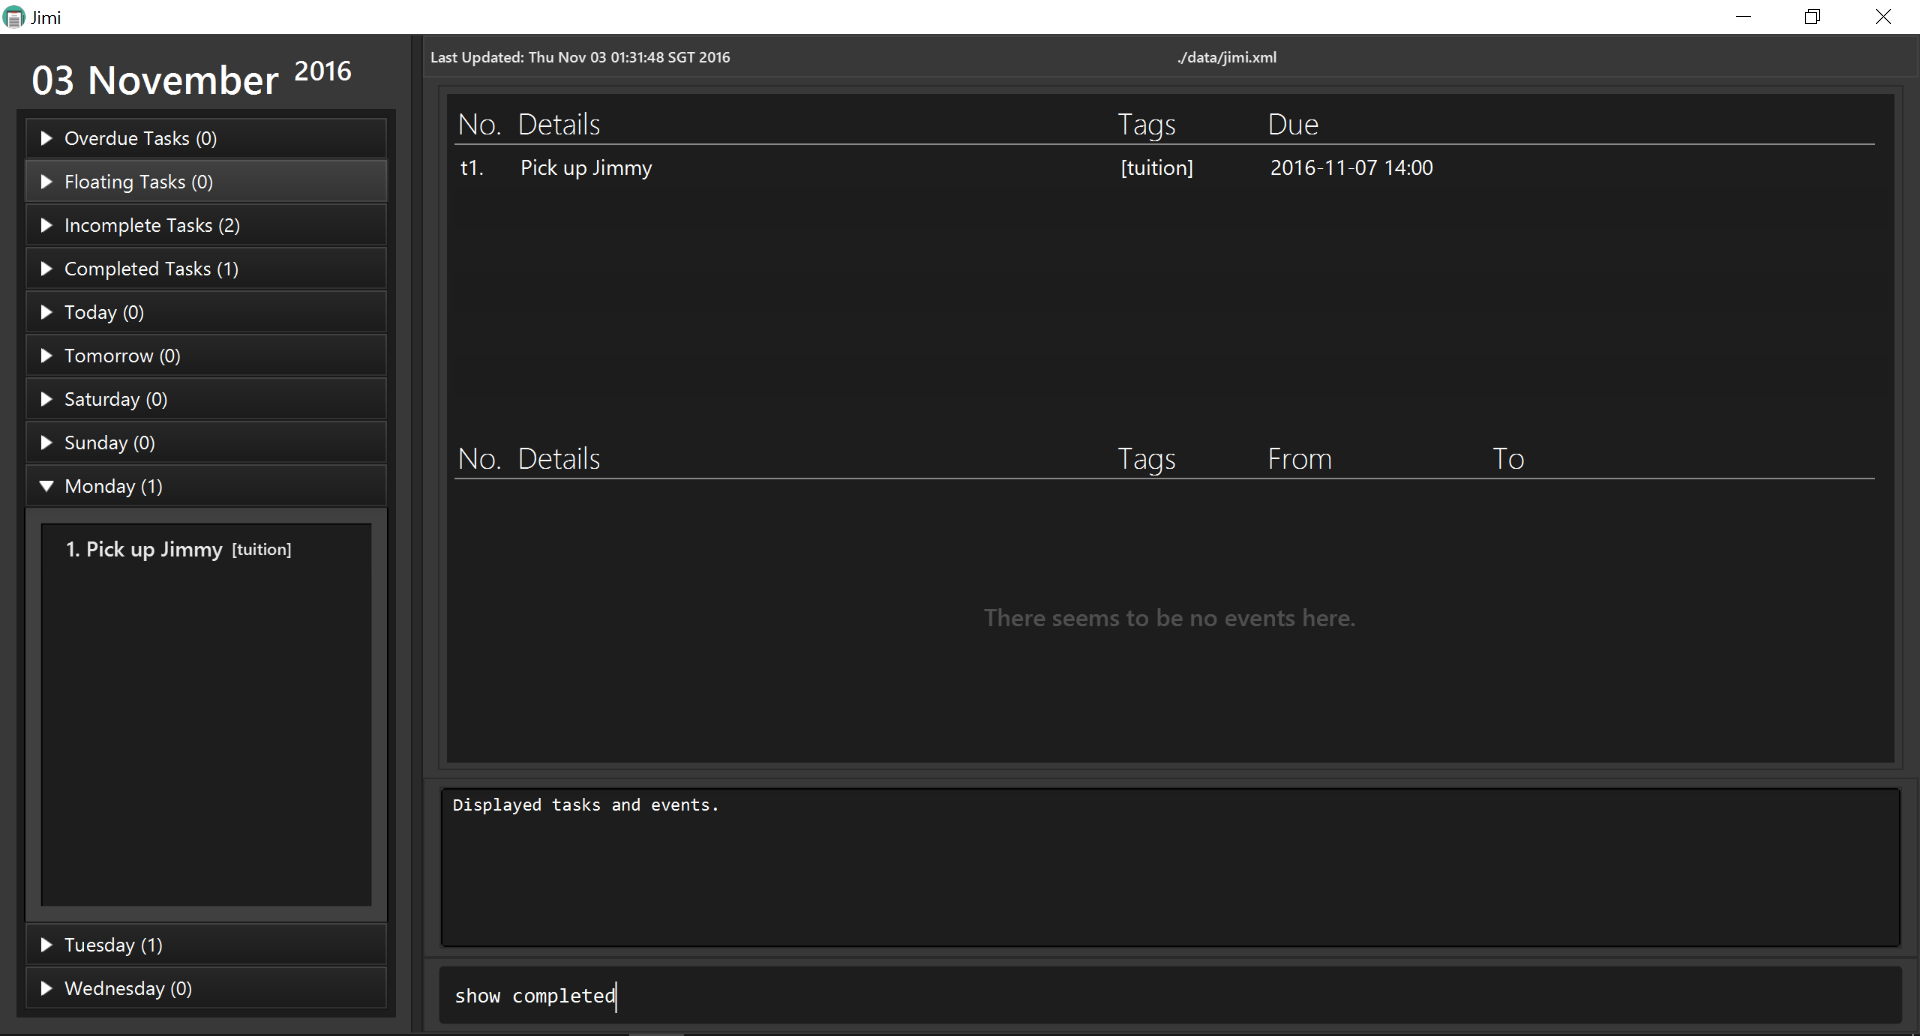 Jimi
03 November 2016
Overdue Tasks (0)
Floating Tasks (0)
Incomplete Tasks (2)
Completed Tasks (1)
Today (0)
Tomorrow (0)
Saturday (0)
Sunday (0)
Monday (1)
1. Pick up Jimmy [tuition]
Tuesday (1)
Wednesday (0)
Last Updated: Thu Nov 03 01:31:48 SGT 2016 ./data/jimi.xml
No. Details Tags Due
t1. Pick up Jimmy [tuition] 2016-11-07 14:00
No. Details Tags From To
There seems to be no events here.
Displayed tasks and events.
show completed